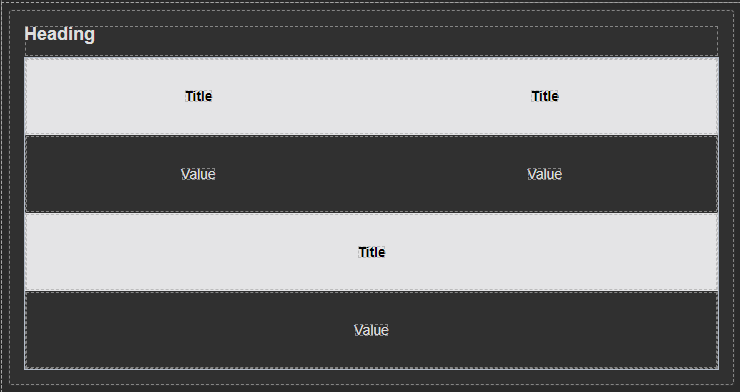 Heading
Title Title
Value Value
Title
Value